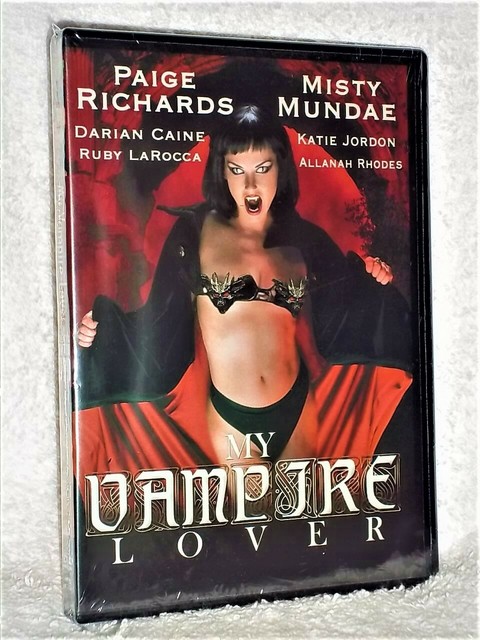 PAIGE RICHARDS
MISTY MUNDAE
DARIAN CAINE
KATIE JORDON
RUBY LAROCCA
ALLANAH RHODES
MY
VAMPIRE
LOVER